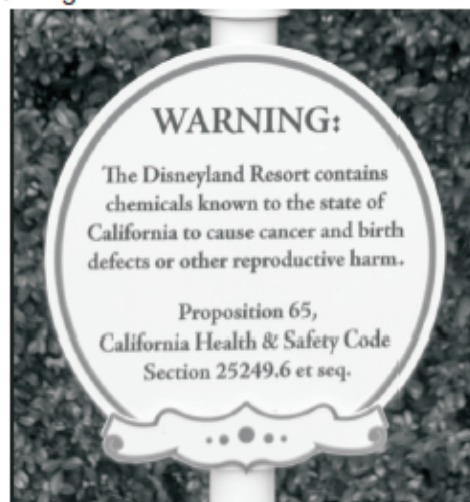 WARNING:
The Disneyland Resort contains
chemicals known to the state of
California to cause cancer and birth
defects or other reproductive harm.
Proposition 65,
California Health & Safety Code
Section 25249.6 et seq.